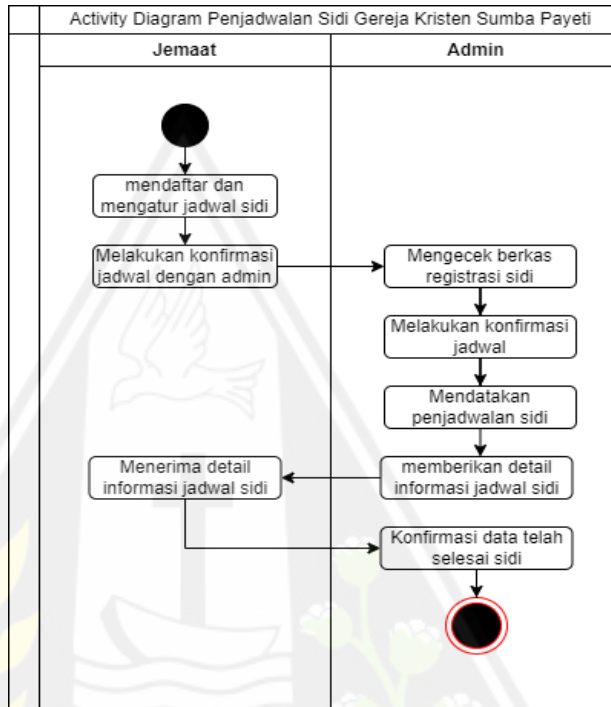 Activity Diagram Penjadwalan Sidi Gereja Kristen Sumba Payeti
Jemaat
Admin
mendaftar dan
mengatur jadwal sidi
Melakukan konfirmasi
jadwal dengan admin
Mengecek berkas
registrasi sidi
Melakukan konfirmasi
jadwal
Mendatakan
penjadwalan sidi
memberikan detail
informasi jadwal sidi
Menerima detail
informasi jadwal sidi
Konfirmasi data telah
selesai sidi